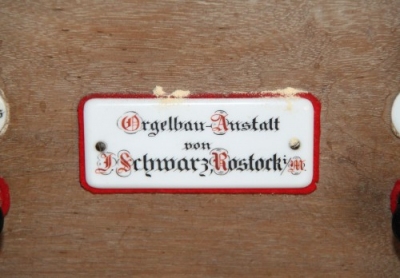 Orgelbau-Anstalt
von
J. Schwarz, Rostock i/M.